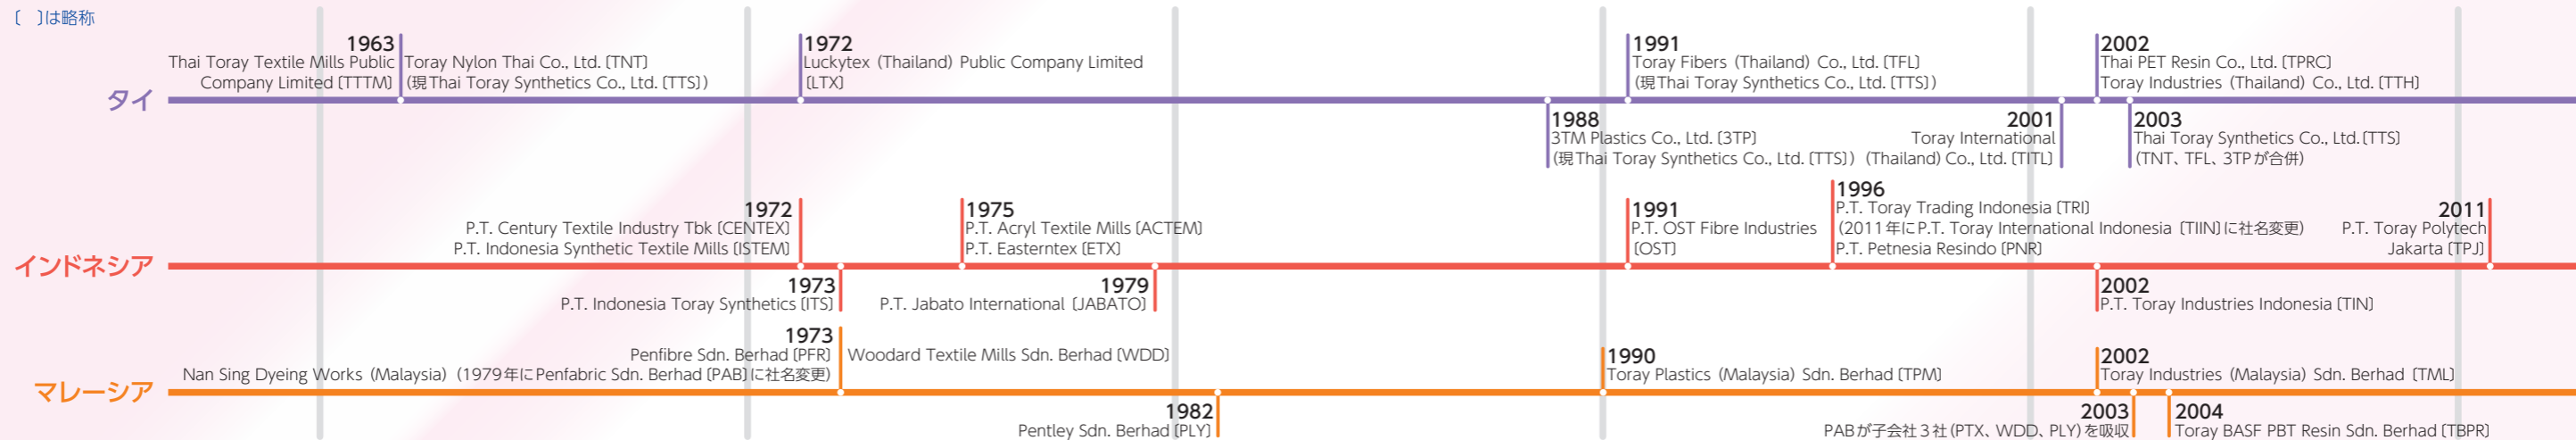 〔　〕は略称
タイ
1963
Thai Toray Textile Mills Public
Company Limited〔TTTM〕
Toray Nylon Thai Co., Ltd.〔TNT〕
(現Thai Toray Synthetics Co., Ltd.〔TTS〕)
1972
Luckytex (Thailand) Public Company Limited
〔LTX〕
1988
3TM Plastics Co., Ltd.〔3TP〕
(現Thai Toray Synthetics Co., Ltd.〔TTS〕)
1991
Toray Fibers (Thailand) Co., Ltd.〔TFL〕
(現Thai Toray Synthetics Co., Ltd.〔TTS〕)
2001
Toray International
(Thailand) Co., Ltd.〔TITL〕
2002
Thai PET Resin Co., Ltd.〔TPRC〕
Toray Industries (Thailand) Co., Ltd.〔TTH〕
2003
Thai Toray Synthetics Co., Ltd.〔TTS〕
(TNT、TFL、3TPが合併)
インドネシア
1972
P.T. Century Textile Industry Tbk〔CENTEX〕
P.T. Indonesia Synthetic Textile Mills〔ISTEM〕
1973
P.T. Indonesia Toray Synthetics〔ITS〕
1975
P.T. Acryl Textile Mills〔ACTEM〕
P.T. Easterntex〔ETX〕
1979
P.T. Jabato International〔JABATO〕
1991
P.T. OST Fibre Industries
〔OST〕
1996
P.T. Toray Trading Indonesia〔TRI〕
(2011年にP.T. Toray International Indonesia〔TIIN〕に社名変更)
P.T. Petnesia Resindo〔PNR〕
2002
P.T. Toray Industries Indonesia〔TIN〕
2011
P.T. Toray Polytech
Jakarta〔TPJ〕
マレーシア
1973
Penfibre Sdn. Berhad〔PFR〕
Nan Sing Dyeing Works (Malaysia)(1979年にPenfabric Sdn. Berhad〔PAB〕に社名変更)
Woodard Textile Mills Sdn. Berhad〔WDD〕
1982
Pentley Sdn. Berhad〔PLY〕
1990
Toray Plastics (Malaysia) Sdn. Berhad〔TPM〕
2002
Toray Industries (Malaysia) Sdn. Berhad〔TML〕
2003
PABが子会社3社(PTX、WDD、PLY)を吸収
2004
Toray BASF PBT Resin Sdn. Berhad〔TBPR〕